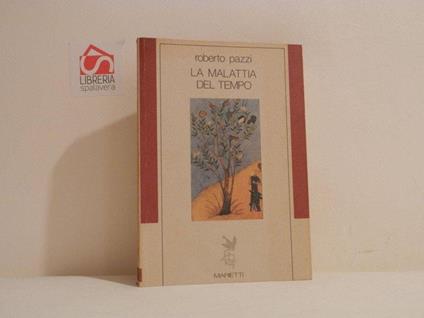 LIBRERIA
spalavera
roberto pazzi
LA MALATTIA
DEL TEMPO
MARIETTI